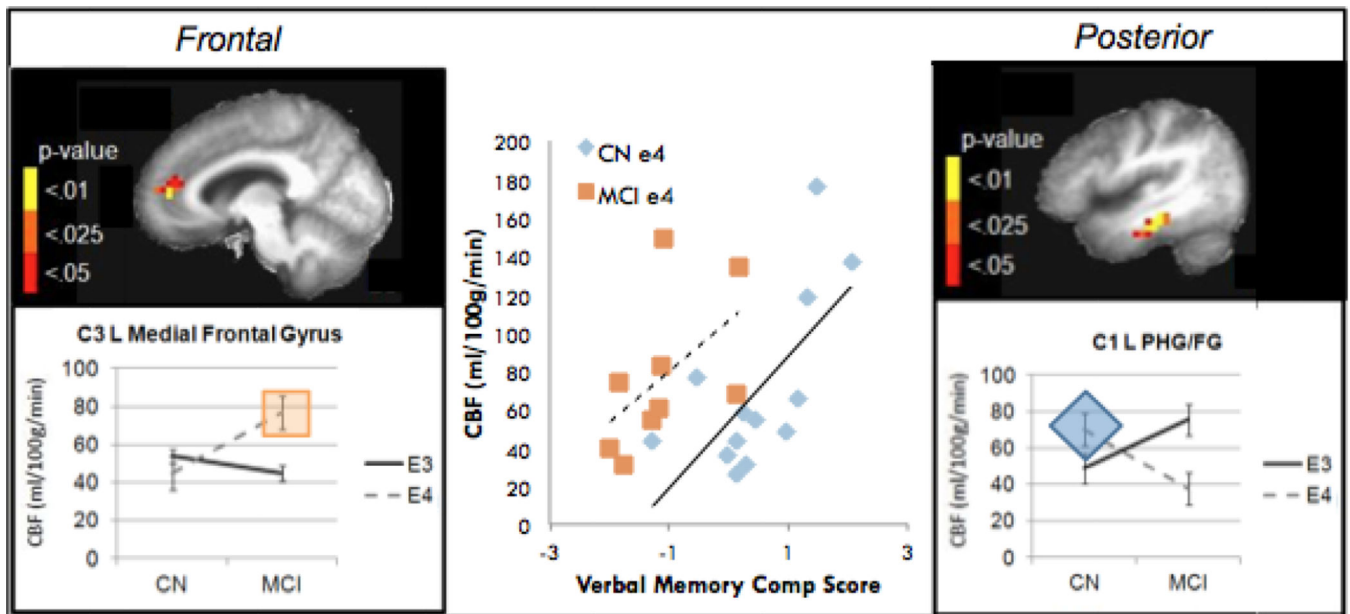 Frontal
p-value
<.01
<.025
<.05
C3 L Medial Frontal Gyrus
CBF (ml/100g/min)
100
80
60
40
20
0
CN MCI
E3
E4
CN e4
MCI e4
CBF (ml/100g/min)
200
180
160
140
120
100
80
60
40
20
0
-3 -1 1 3
Verbal Memory Comp Score
Posterior
p-value
<.01
<.025
<.05
C1 L PHG/FG
CBF (ml/100g/min)
100
80
60
40
20
0
CN MCI
E3
E4